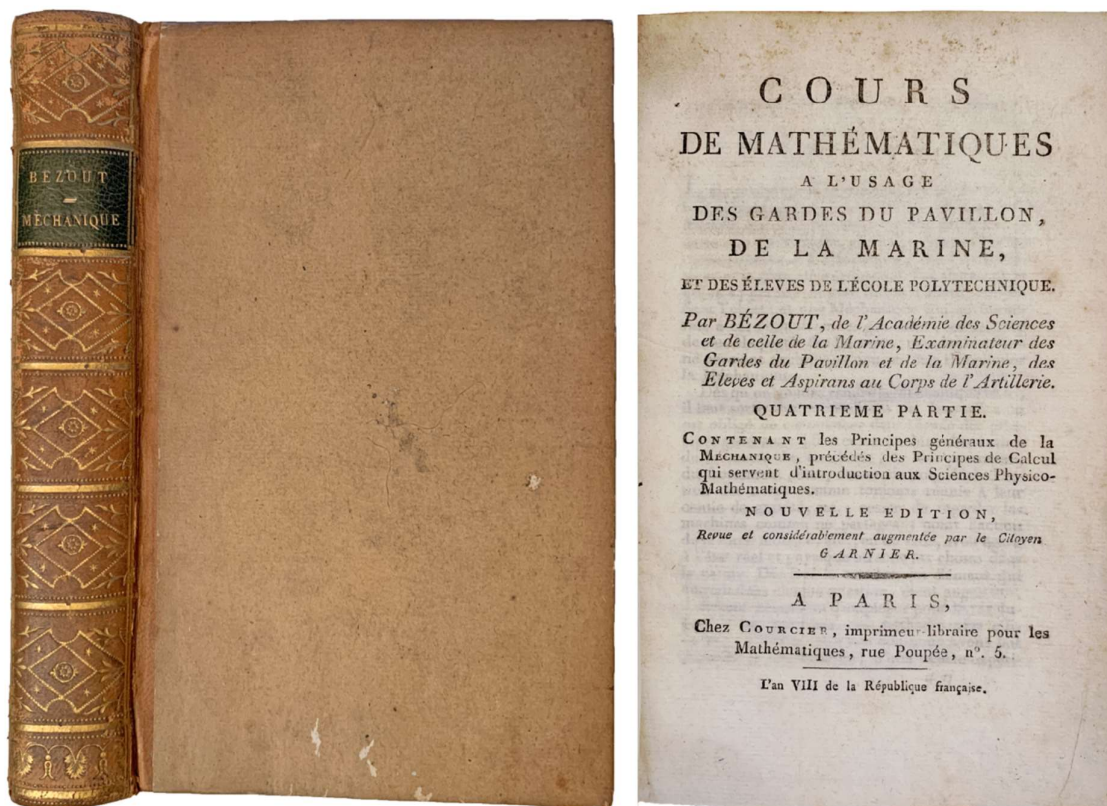 BEZOUT
MECHANIQUE
COURS
DE MATHÉMATIQUES
A L'USAGE
DES GARDES DU PAVILLON,
DE LA MARINE,
ET DES ÉLEVES DE L'ÉCOLE POLYTECHNIQUE.
Par BÉZOUT, de l'Académie des Sciences
et de celle de la Marine, Examinateur des
Gardes du Pavillon et de la Marine, des
Eleves et Aspirans au Corps de l'Artillerie.
QUATRIEME PARTIE.
CONTENANT les Principes généraux de la
MECHANIQUE, précédés des Principes de Calcul
qui servent d'introduction aux Sciences Physico-
Mathématiques.
NOUVELLE EDITION,
Revue et considérablement augmentée par le Citoyen
GARNIER.
A PARIS,
Chez COURCIER, imprimeur-libraire pour les
Mathématiques, rue Poupée, n°. 5.
L'an VIII de la République française.